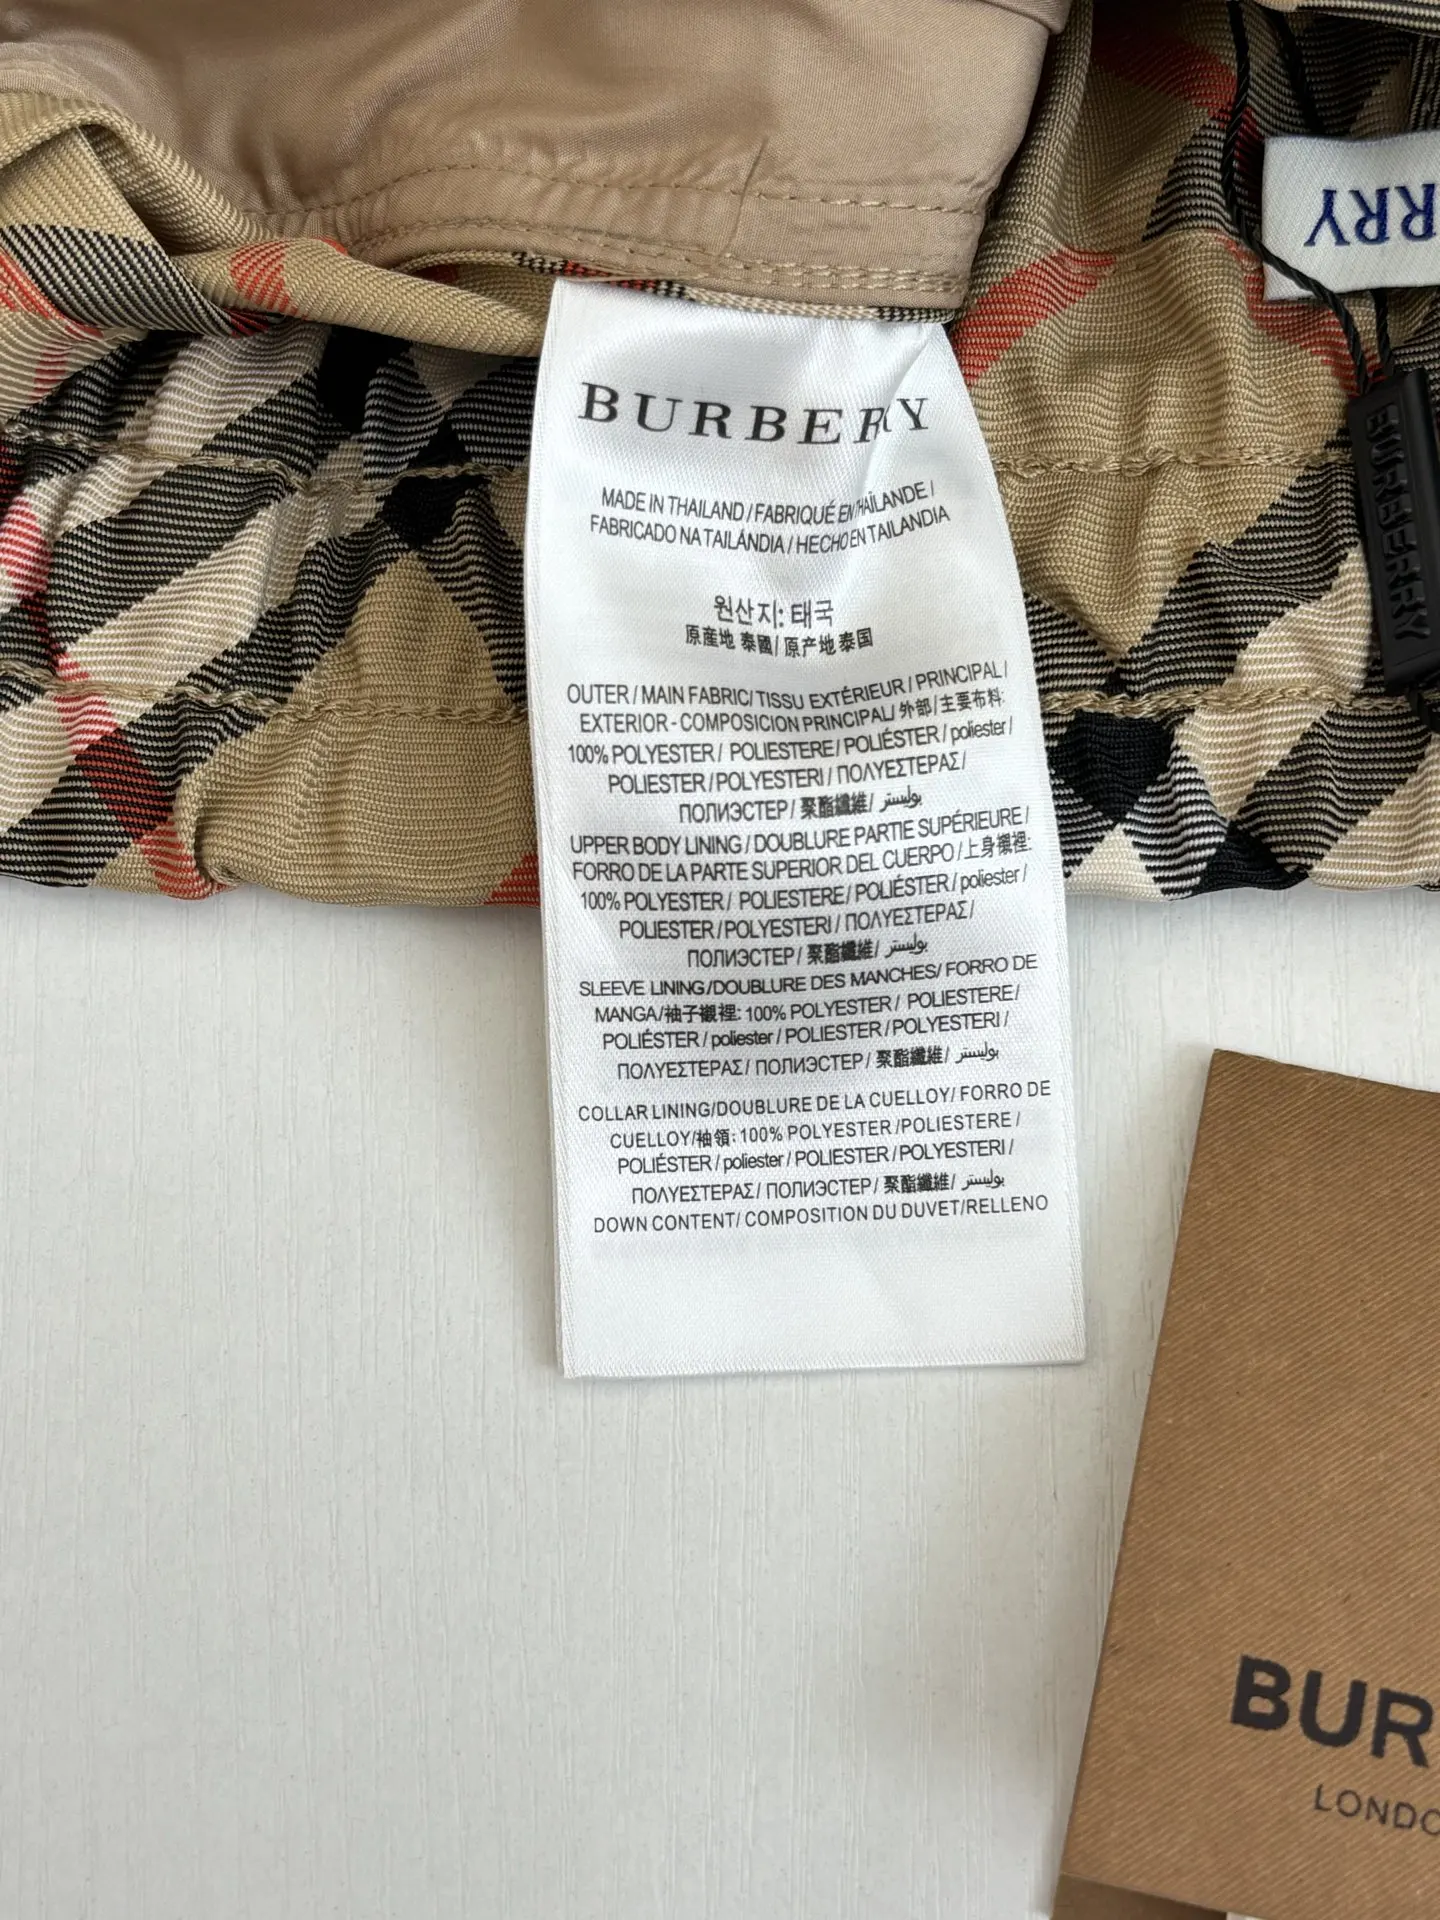 RRY
BURBERRY
BURBERRY
MADE IN THAILAND / FABRIQUÉ EN THAÏLANDE /
FABRICADO NA TAILÁNDIA / HECHO EN TAILANDIA
원산지: 태국
原産地 泰國/ 原产地 泰国
OUTER / MAIN FABRIC/ TISSU EXTÉRIEUR / PRINCIPAL /
EXTERIOR - COMPOSICION PRINCIPAL/ 外部/ 主要布料:
100% POLYESTER / POLIESTERE / POLIÉSTER / poliester /
POLIESTER / POLYESTERI / ΠΟΛΥΕΣΤΕΡΑΣ /
ПОЛИЭСТЕР / 聚酯纖維/ بوليستر
UPPER BODY LINING / DOUBLURE PARTIE SUPÉRIEURE /
FORRO DE LA PARTE SUPERIOR DEL CUERPO / 上身襯裡:
100% POLYESTER / POLIESTERE / POLIÉSTER / poliester /
POLIESTER / POLYESTERI / ΠΟΛΥΕΣΤΕΡΑΣ /
ПОЛИЭСТЕР / 聚酯纖維/ بوليستر
SLEEVE LINING/DOUBLURE DES MANCHES/ FORRO DE
MANGA/袖子襯裡: 100% POLYESTER / POLIESTERE /
POLIÉSTER / poliester / POLIESTER / POLYESTERI /
ΠΟΛΥΕΣΤΕΡΑΣ / ПОЛИЭСТЕР / 聚酯纖維/ بوليستر
COLLAR LINING/DOUBLURE DE LA CUELLOY/ FORRO DE
CUELLOY/袖領: 100% POLYESTER /POLIESTERE /
POLIÉSTER / poliester / POLIESTER / POLYESTERI /
ΠΟΛΥΕΣΤΕΡΑΣ / ПОЛИЭСТЕР / 聚酯纖維/ بوليستر
DOWN CONTENT/ COMPOSITION DU DUVET/RELLENO
BUR
LONDO